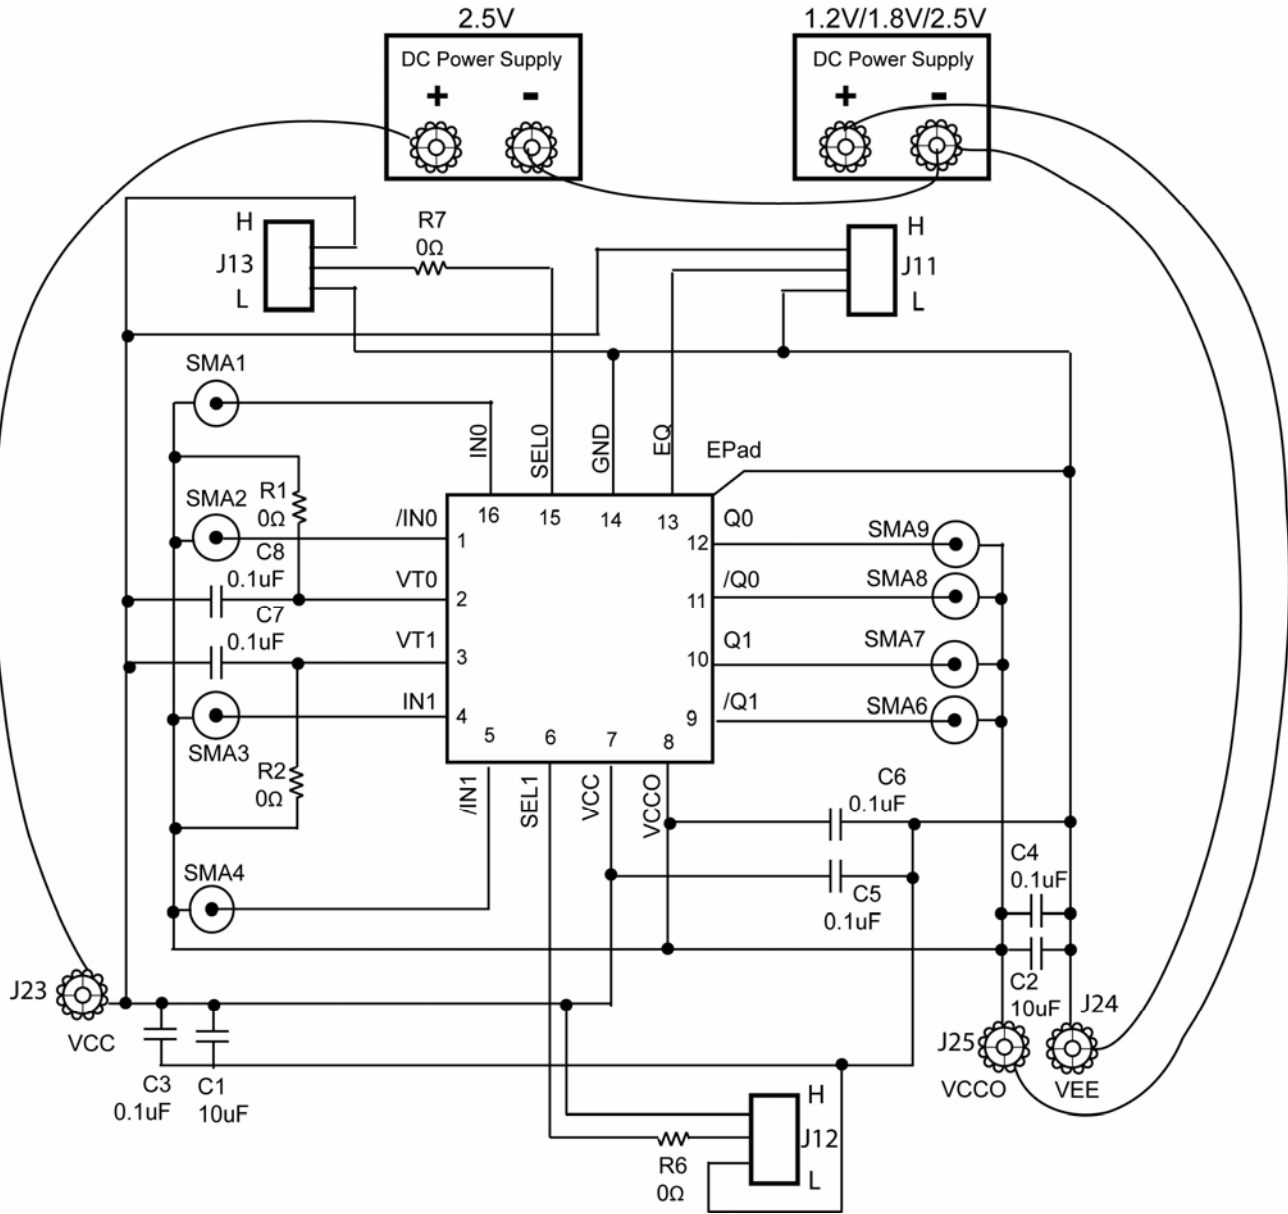 2.5V
1.2V/1.8V/2.5V
DC Power Supply
DC Power Supply
+ -
+ -
H
J13
L
R7
0Ω
H
J11
L
SMA1
IN0
SEL0
GND
EQ
EPad
R1
0Ω
SMA2
/IN0
16
15
14
13
Q0
SMA9
1
12
C8
0.1uF
VT0
/Q0
SMA8
2
11
C7
0.1uF
VT1
Q1
SMA7
3
10
IN1
/Q1
SMA6
4
9
SMA3
5
6
7
8
R2
0Ω
/IN1
SEL1
VCC
VCCO
C6
0.1uF
C4
0.1uF
SMA4
C5
0.1uF
J23
VCC
C2
10uF
J24
J25
VCCO
VEE
C3
0.1uF
C1
10uF
H
J12
L
R6
0Ω